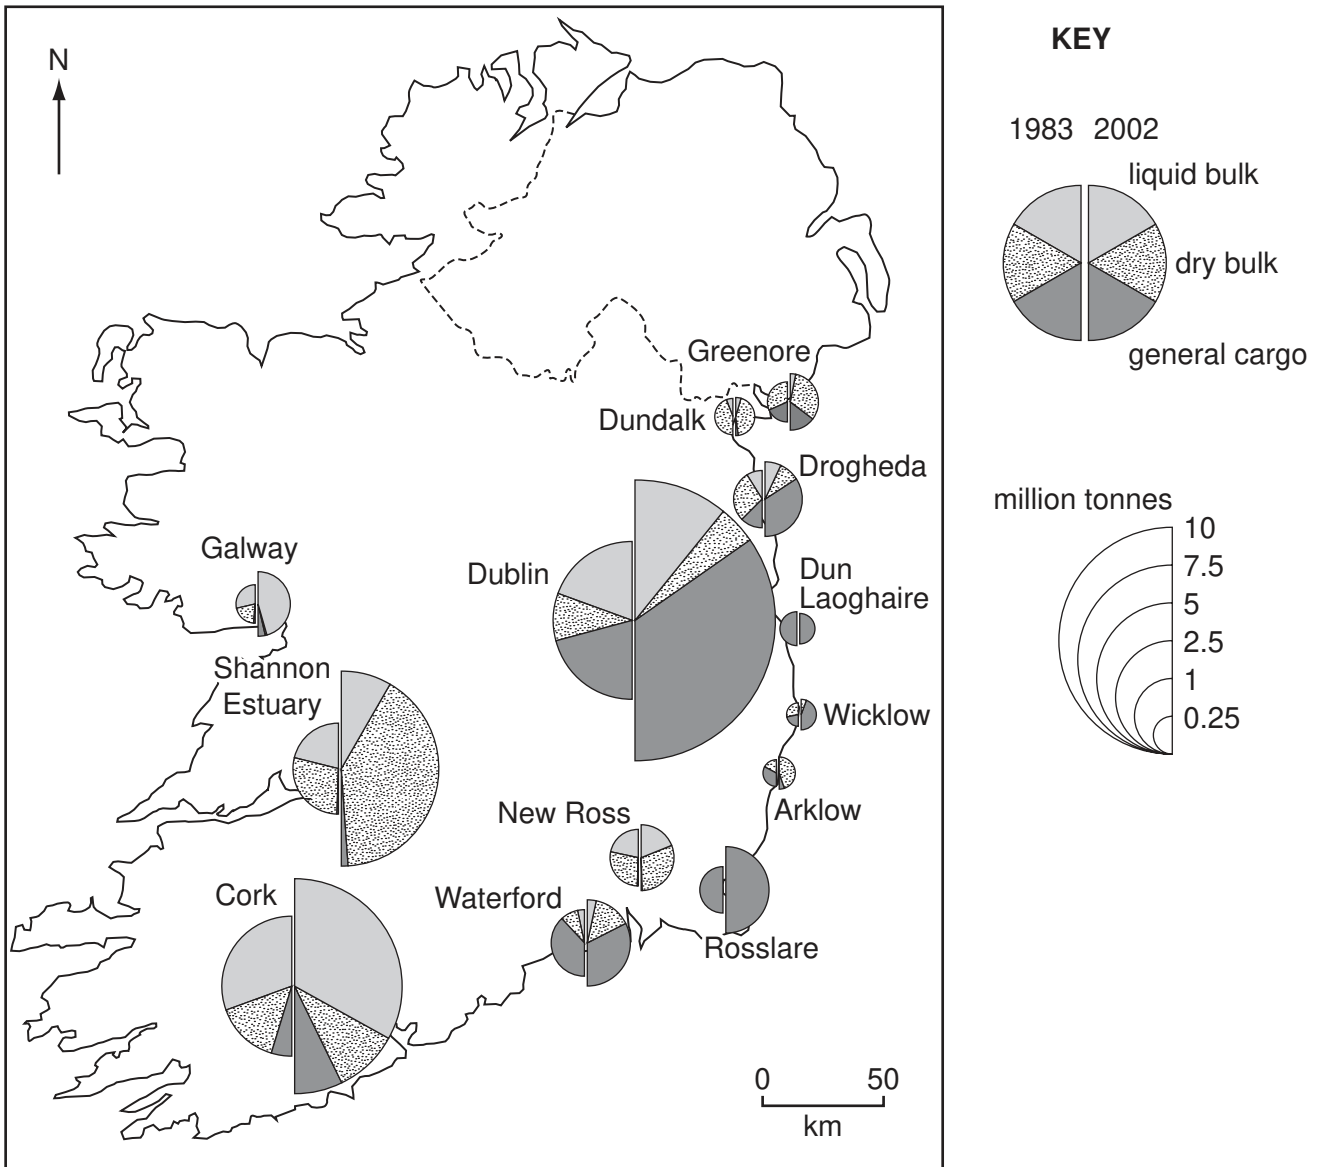 N
KEY
1983 2002
liquid bulk
dry bulk
general cargo
Greenore
Dundalk
Drogheda
million tonnes
10
7.5
5
2.5
1
0.25
Galway
Dublin
Dun
Laoghaire
Shannon
Estuary
Wicklow
New Ross
Arklow
Cork
Waterford
Rosslare
0 50
km